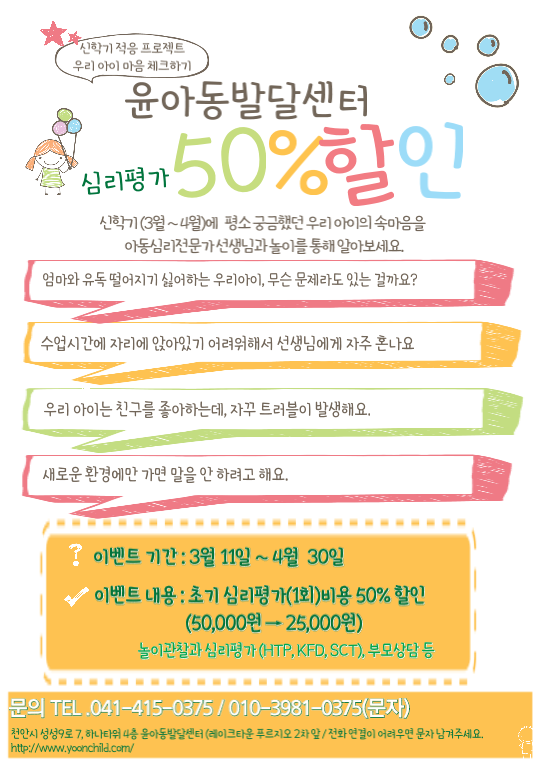 신학기 적응 프로젝트
우리 아이 마음 체크하기
윤아동발달센터
심리평가 50%할인
신학기 (3월 ~ 4월)에 평소 궁금했던 우리 아이의 속마음을
아동심리전문가 선생님과 놀이를 통해 알아보세요.
엄마와 유독 떨어지기 싫어하는 우리아이, 무슨 문제라도 있는 걸까요?
수업시간에 자리에 앉아있기 어려워해서 선생님에게 자주 혼나요
우리 아이는 친구를 좋아하는데, 자꾸 트러블이 발생해요.
새로운 환경에만 가면 말을 안 하려고 해요.
? 이벤트 기간 : 3월 11일 ~ 4월 30일
이벤트 내용 : 초기 심리평가(1회)비용 50% 할인
(50,000원 → 25,000원)
놀이관찰과 심리평가 (HTP, KFD, SCT), 부모상담 등
문의 TEL .041-415-0375 / 010-3981-0375(문자)
천안시 성성9로 7, 하나타워 4층 윤아동발달센터 (레이크타운 푸르지오 2차 앞 / 전화 연결이 어려우면 문자 남겨주세요.
http://www.yoonchild.com/